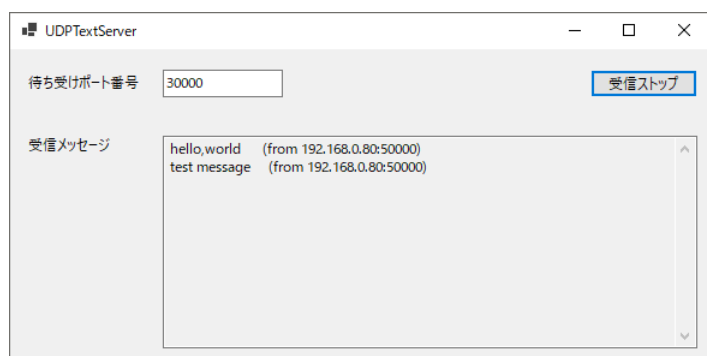 UDPTextServer
待ち受けポート番号 30000 受信ストップ
受信メッセージ
hello,world (from 192.168.0.80:50000)
test message (from 192.168.0.80:50000)